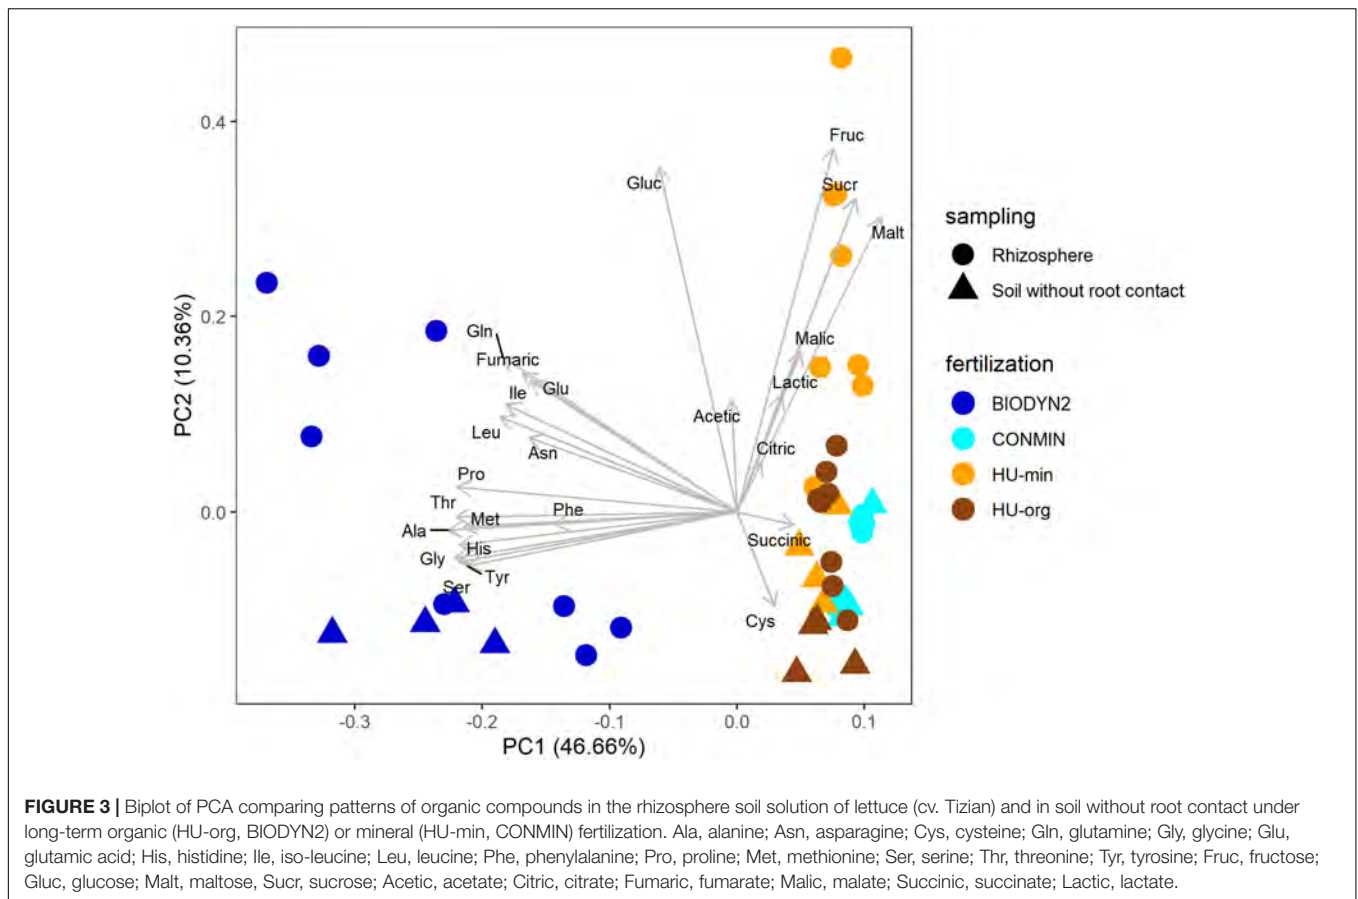 0.4
0.2
0.0
-0.3
-0.2
-0.1
0.0
0.1
PC2 (10.36%)
PC1 (46.66%)
Fruc
Gluc
Sucr
Malt
Gln
Malic
Fumaric
Glu
Lactic
Ile
Acetic
Leu
Citric
Asn
Pro
Thr
Phe
Met
Ala
Succinic
His
Gly
Tyr
Ser
Cys
sampling
Rhizosphere
Soil without root contact
fertilization
BIODYN2
CONMIN
HU-min
HU-org
FIGURE 3 | Biplot of PCA comparing patterns of organic compounds in the rhizosphere soil solution of lettuce (cv. Tizian) and in soil without root contact under
long-term organic (HU-org, BIODYN2) or mineral (HU-min, CONMIN) fertilization. Ala, alanine; Asn, asparagine; Cys, cysteine; Gln, glutamine; Gly, glycine; Glu,
glutamic acid; His, histidine; Ile, iso-leucine; Leu, leucine; Phe, phenylalanine; Pro, proline; Met, methionine; Ser, serine; Thr, threonine; Tyr, tyrosine; Fruc, fructose;
Gluc, glucose; Malt, maltose, Sucr, sucrose; Acetic, acetate; Citric, citrate; Fumaric, fumarate; Malic, malate; Succinic, succinate; Lactic, lactate.